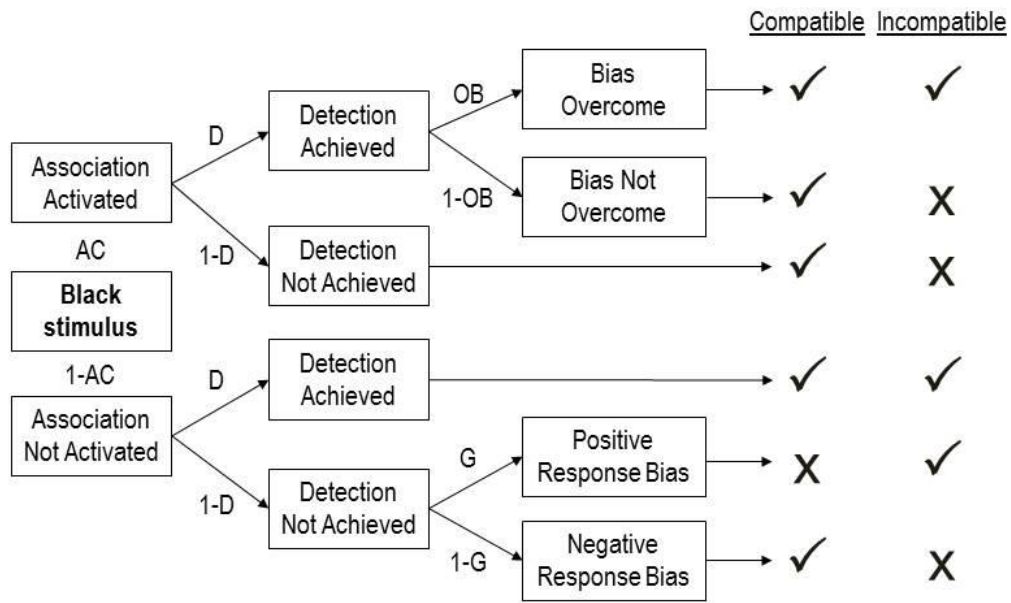 Compatible Incompatible
OB
Bias
Overcome
D
Detection
Achieved
Association
Activated
1-OB
Bias Not
Overcome
AC
1-D
Detection
Not Achieved
Black
stimulus
1-AC
D
Detection
Achieved
Association
Not Activated
G
Positive
Response Bias
1-D
Detection
Not Achieved
1-G
Negative
Response Bias